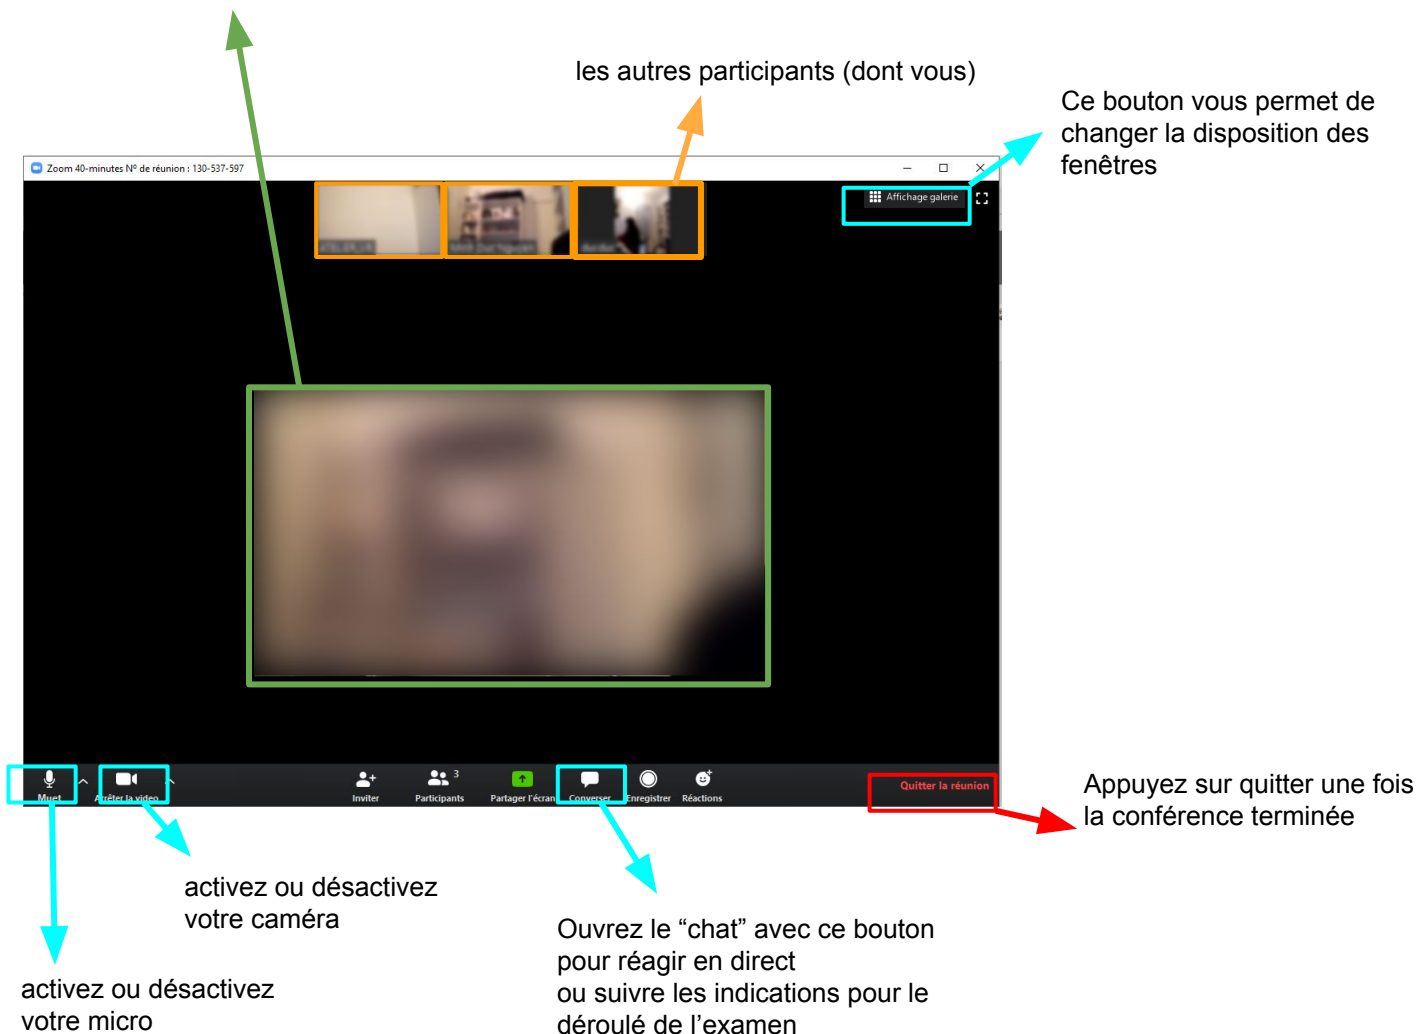 les autres participants (dont vous)
Ce bouton vous permet de
changer la disposition des
fenêtres
Zoom 40-minutes Nº de réunion : 130-537-597
Affichage galerie
Muet
Arrêter la video
Inviter
Participants
3
Partager l'écran
Converser
Enregistrer
Réactions
Quitter la réunion
Appuyez sur quitter une fois
la conférence terminée
activez ou désactivez
votre caméra
Ouvrez le “chat” avec ce bouton
pour réagir en direct
ou suivre les indications pour le
déroulé de l'examen
activez ou désactivez
votre micro